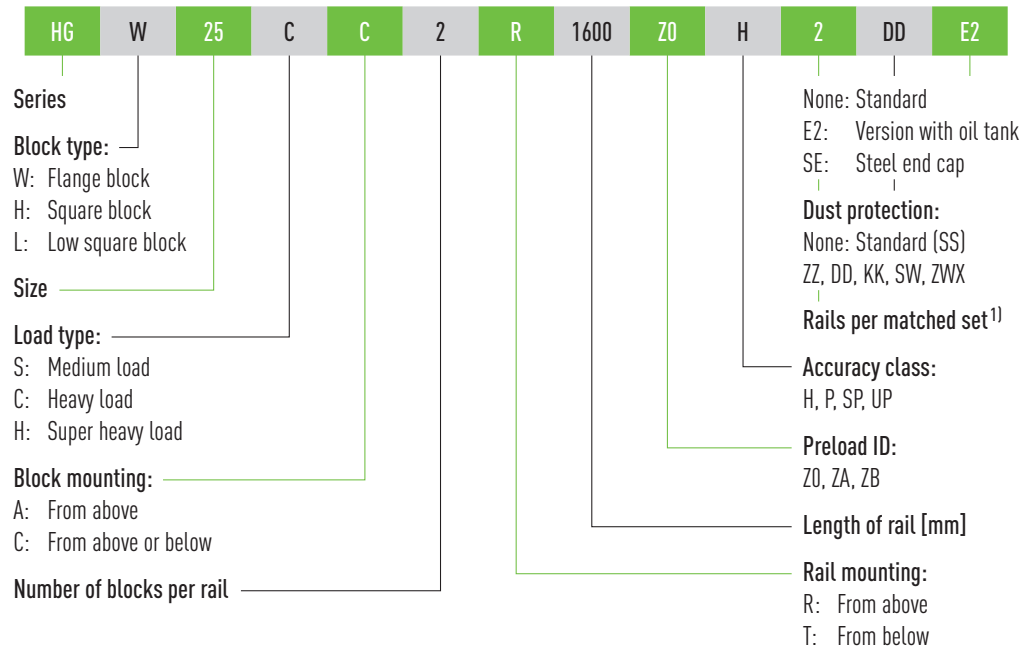 HG W 25 C C 2 R 1600 Z0 H 2 DD E2
Series
Block type:
W: Flange block
H: Square block
L: Low square block
Size
Load type:
S: Medium load
C: Heavy load
H: Super heavy load
Block mounting:
A: From above
C: From above or below
Number of blocks per rail
None: Standard
E2: Version with oil tank
SE: Steel end cap
Dust protection:
None: Standard (SS)
ZZ, DD, KK, SW, ZWX
Rails per matched set¹⁾
Accuracy class:
H, P, SP, UP
Preload ID:
Z0, ZA, ZB
Length of rail [mm]
Rail mounting:
R: From above
T: From below